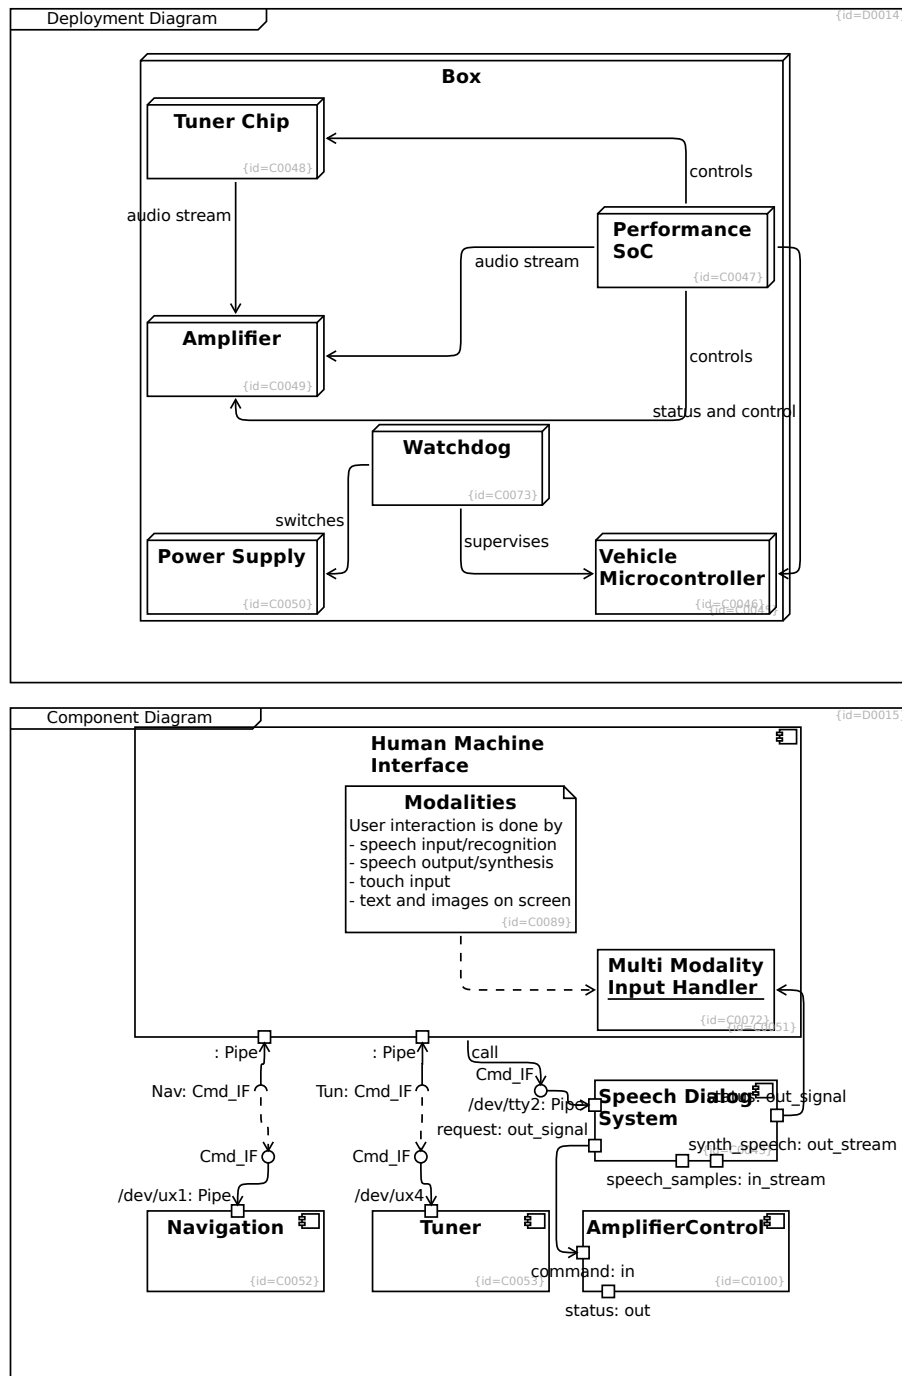 Deployment Diagram
{id=D0014}
Box
Tuner Chip
{id=C0048}
controls
audio stream
Performance
SoC
{id=C0047}
audio stream
Amplifier
{id=C0049}
controls
status and control
Watchdog
{id=C0073}
switches
supervises
Power Supply
{id=C0050}
Vehicle
Microcontroller
{id=C0046}
Component Diagram
{id=D0015}
Human Machine
Interface
Modalities
User interaction is done by
- speech input/recognition
- speech output/synthesis
- touch input
- text and images on screen
{id=C0089}
Multi Modality
Input Handler
{id=C0072}
{id=C0051}
: Pipe
: Pipe
call
Nav: Cmd_IF
Tun: Cmd_IF
Cmd_IF
/dev/tty2: Pipe
Speech Dialog
System
status: out_signal
request: out_signal
synth_speech: out_stream
Cmd_IF
Cmd_IF
speech_samples: in_stream
/dev/ux1: Pipe
/dev/ux4
Navigation
{id=C0052}
Tuner
{id=C0053}
AmplifierControl
command: in
{id=C0100}
status: out